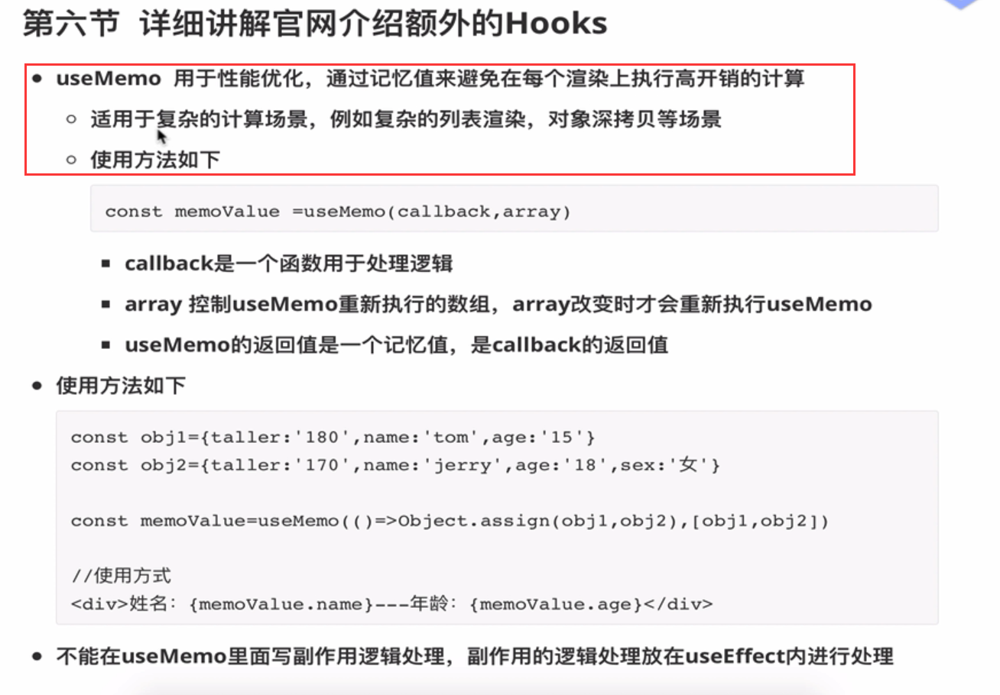 第六节 详细讲解官网介绍额外的Hooks
useMemo 用于性能优化，通过记忆值来避免在每个渲染上执行高开销的计算
适用于复杂的计算场景，例如复杂的列表渲染，对象深拷贝等场景
使用方法如下
const memoValue =useMemo(callback,array)
callback是一个函数用于处理逻辑
array 控制useMemo重新执行的数组，array改变时才会重新执行useMemo
useMemo的返回值是一个记忆值，是callback的返回值
使用方法如下
const obj1={taller:'180',name:'tom',age:'15'}
const obj2={taller:'170',name:'jerry',age:'18',sex:'女'}
const memoValue=useMemo(()=>Object.assign(obj1,obj2),[obj1,obj2])
//使用方式
<div>姓名：{memoValue.name}---年龄：{memoValue.age}</div>
不能在useMemo里面写副作用逻辑处理，副作用的逻辑处理放在useEffect内进行处理